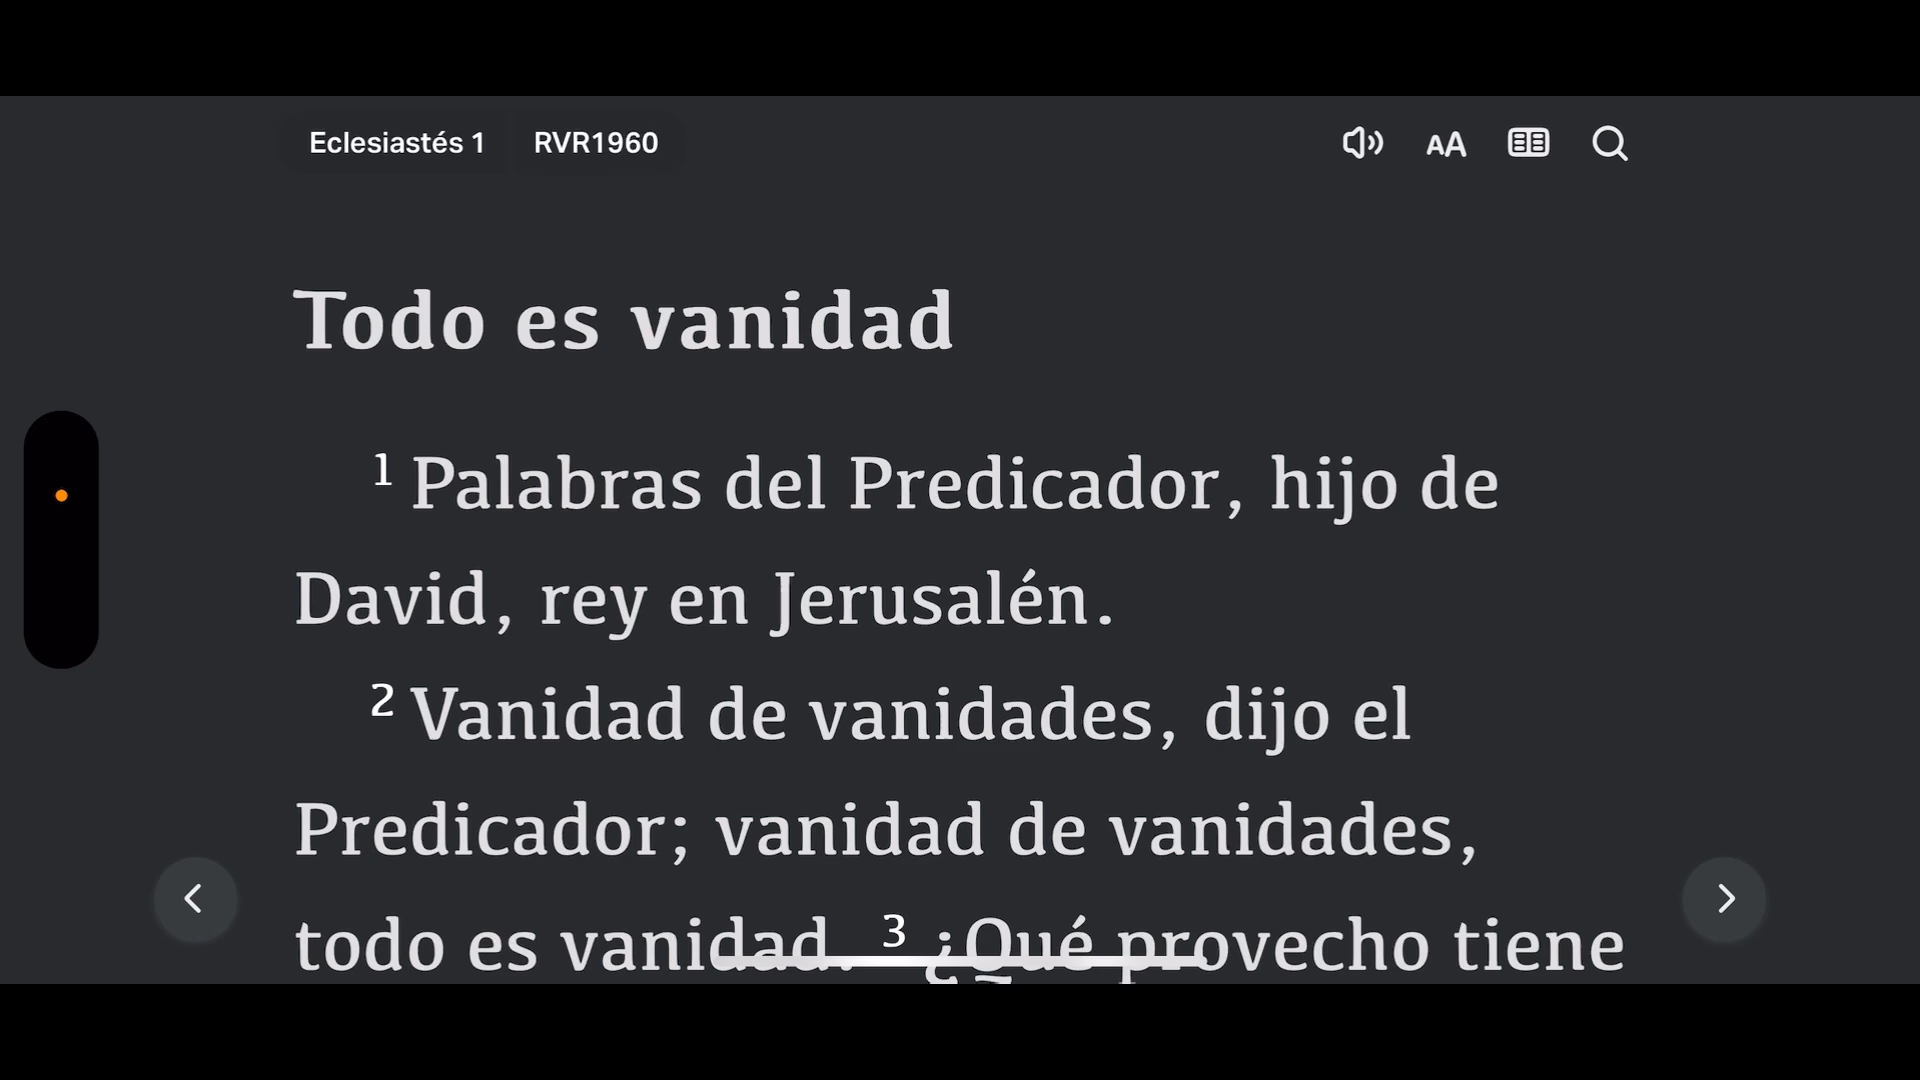 Eclesiastés 1 RVR1960 AA
Todo es vanidad
1 Palabras del Predicador, hijo de
David, rey en Jerusalén.
2 Vanidad de vanidades, dijo el
Predicador; vanidad de vanidades,
todo es vanidad. 3 ¿Qué provecho tiene